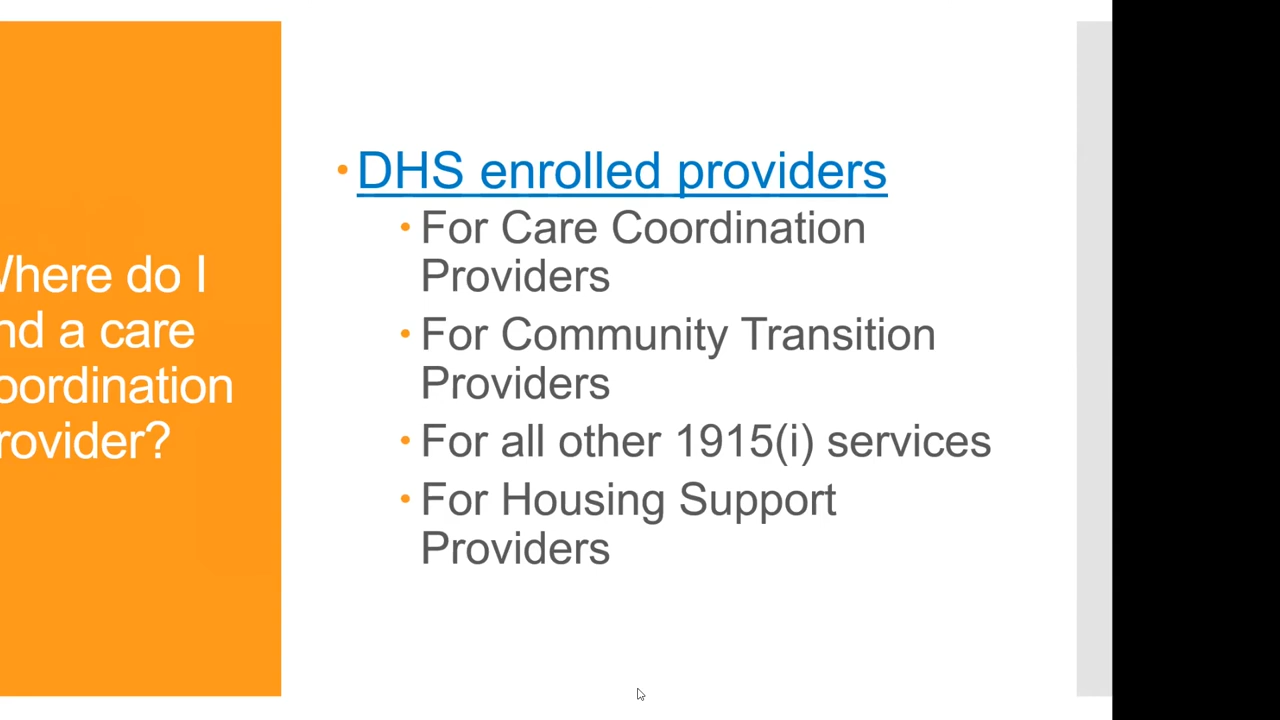 here do I
nd a care
oordination
rovider?
• DHS enrolled providers
• For Care Coordination
Providers
• For Community Transition
Providers
• For all other 1915(i) services
• For Housing Support
Providers